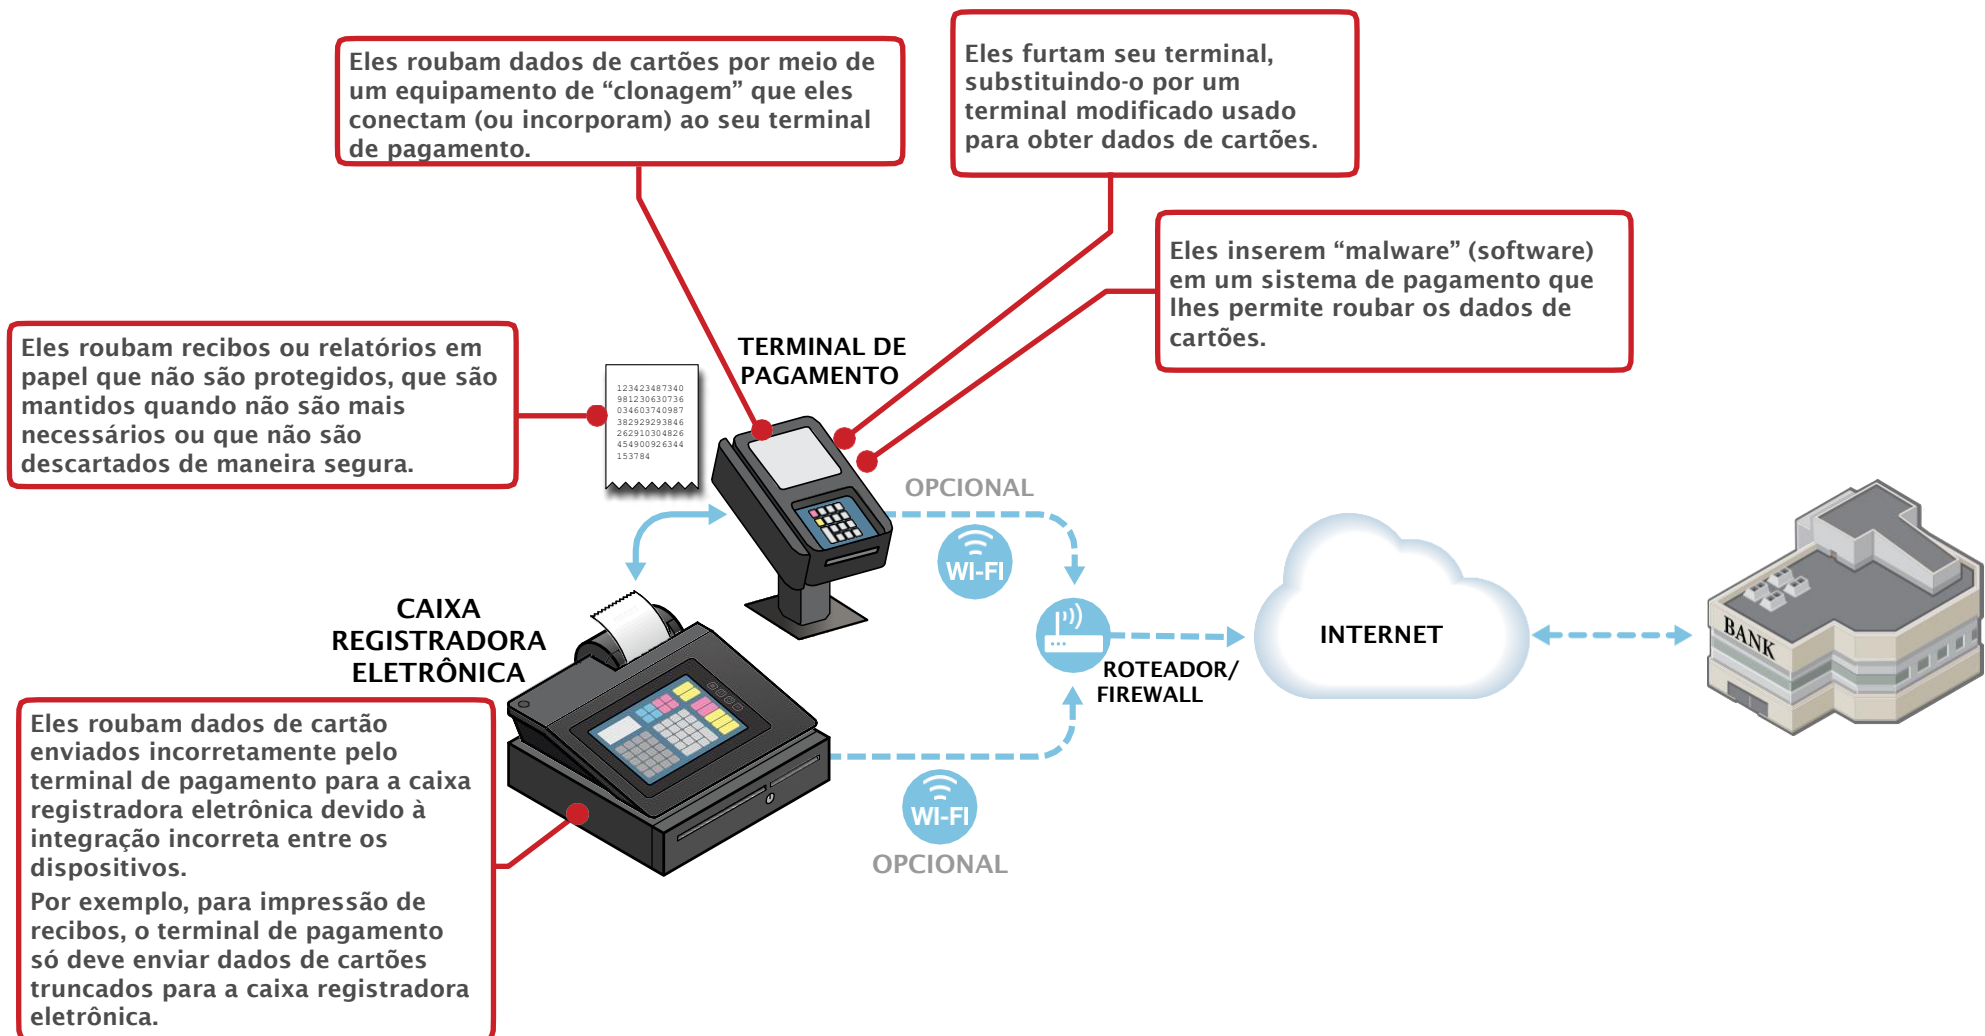 Eles roubam dados de cartões por meio de
um equipamento de “clonagem” que eles
conectam (ou incorporam) ao seu terminal
de pagamento.
Eles furtam seu terminal,
substituindo-o por um
terminal modificado usado
para obter dados de cartões.
Eles inserem “malware” (software)
em um sistema de pagamento que
lhes permite roubar os dados de
cartões.
Eles roubam recibos ou relatórios em
papel que não são protegidos, que são
mantidos quando não são mais
necessários ou que não são
descartados de maneira segura.
123423487340
981230630736
034603740987
382929293846
262910304826
454900926344
153784
TERMINAL DE
PAGAMENTO
OPCIONAL
WI-FI
CAIXA
REGISTRADORA
ELETRÔNICA
ROTEADOR/
FIREWALL
INTERNET
BANK
WI-FI
OPCIONAL
Eles roubam dados de cartão
enviados incorretamente pelo
terminal de pagamento para a caixa
registradora eletrônica devido à
integração incorreta entre os
dispositivos.
Por exemplo, para impressão de
recibos, o terminal de pagamento
só deve enviar dados de cartões
truncados para a caixa registradora
eletrônica.